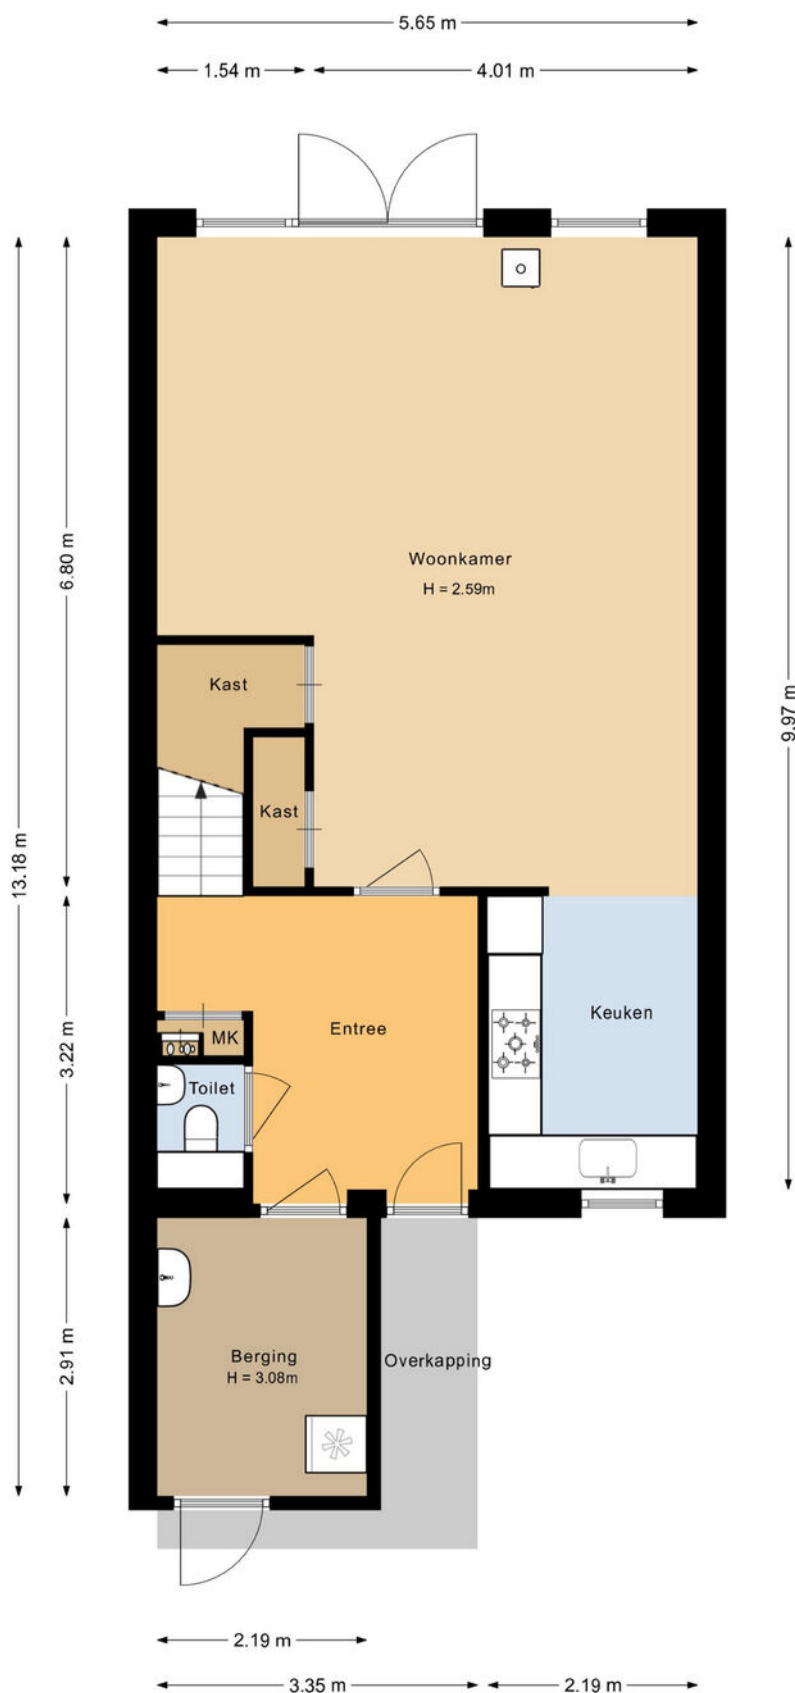 5.65 m
1.54 m
4.01 m
6.80 m
Woonkamer
H = 2.59m
Kast
9.97 m
Kast
13.18 m
Keuken
Entree
MK
3.22 m
Toilet
Berging
H = 3.08m
Overkapping
2.91 m
2.19 m
3.35 m
2.19 m